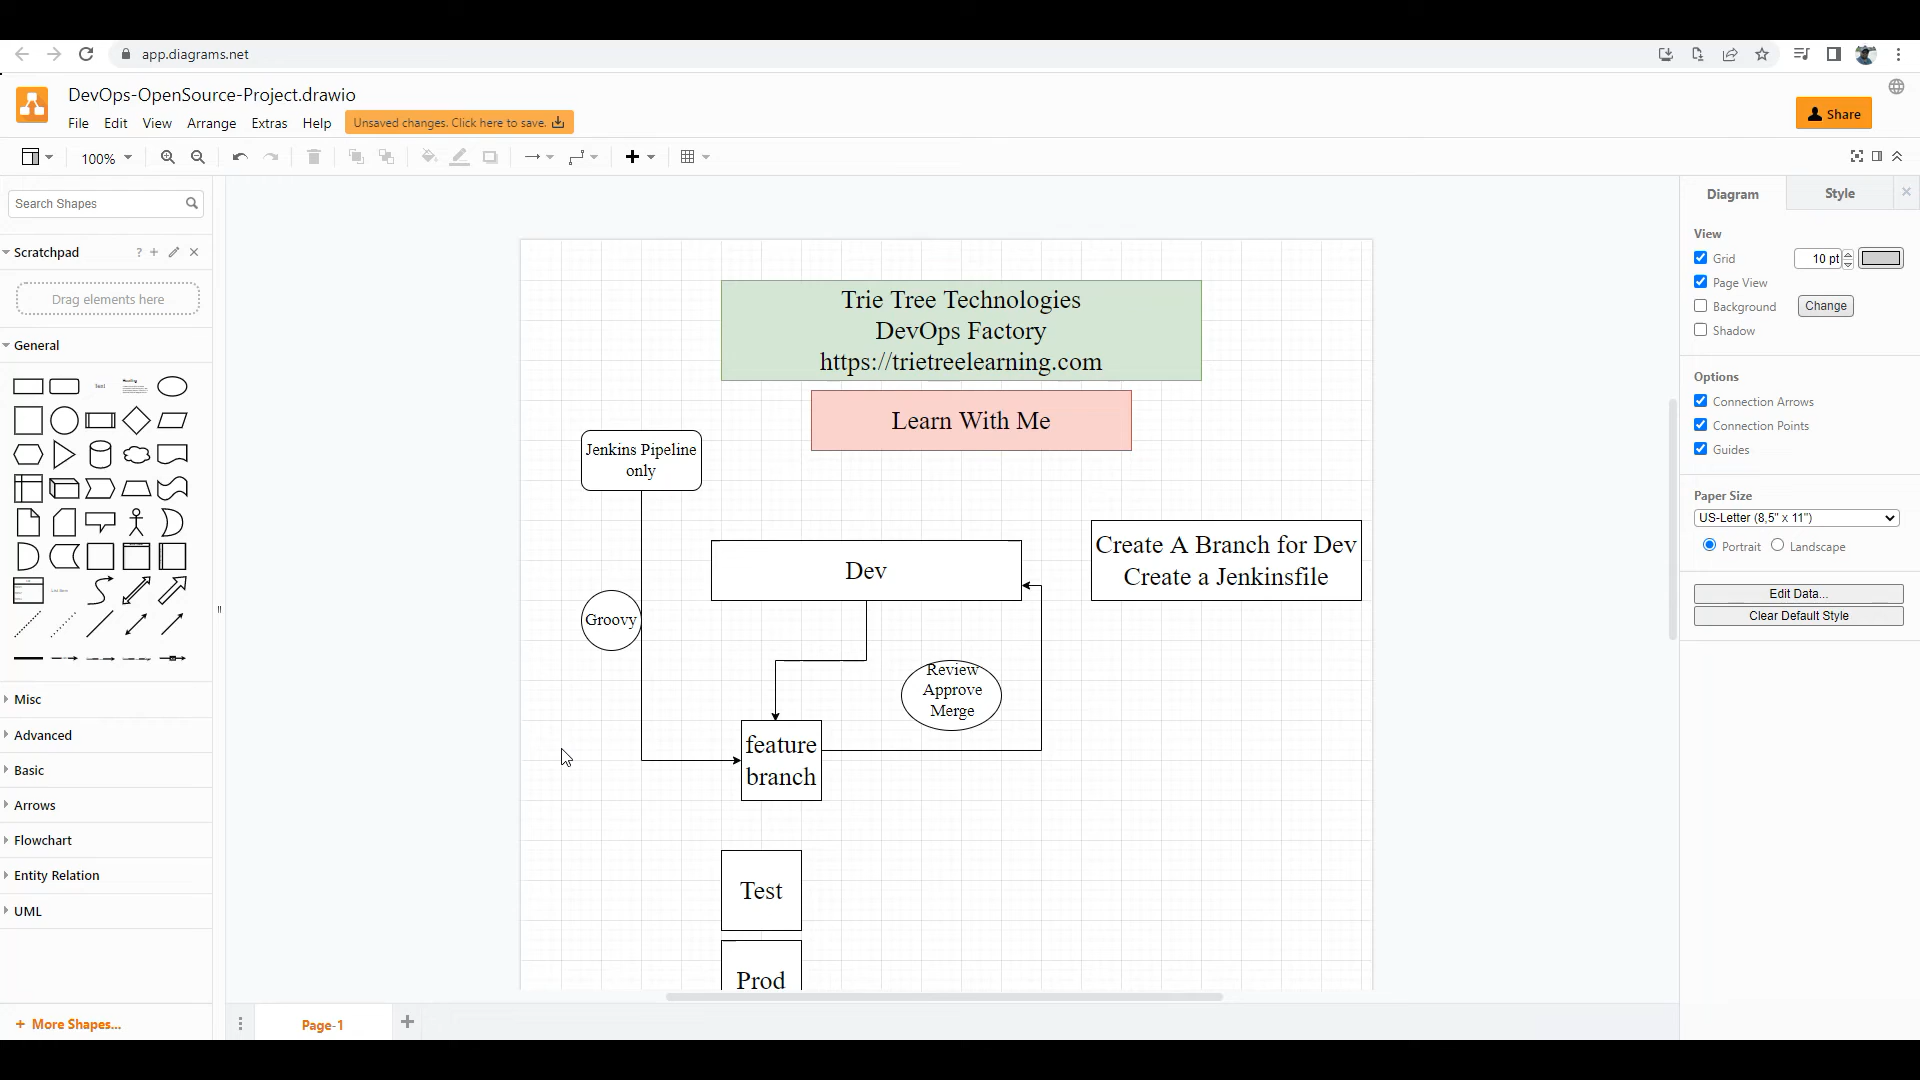 app.diagrams.net
DevOps-OpenSource-Project.drawio
File Edit View Arrange Extras Help Unsaved changes. Click here to save.
Share
100%
Search Shapes
Scratchpad
?
Drag elements here
General
Text
Heading
Misc
Advanced
Basic
Arrows
Flowchart
Entity Relation
UML
+ More Shapes...
Trie Tree Technologies
DevOps Factory
https://trietreelearning.com
Learn With Me
Jenkins Pipeline
only
Create A Branch for Dev
Create a Jenkinsfile
Dev
Groovy
Review
Approve
Merge
feature
branch
Test
Prod
Page-1
Diagram Style
View
Grid 10 pt
Page View
Background Change
Shadow
Options
Connection Arrows
Connection Points
Guides
Paper Size
US-Letter (8,5" x 11")
Portrait Landscape
Edit Data...
Clear Default Style